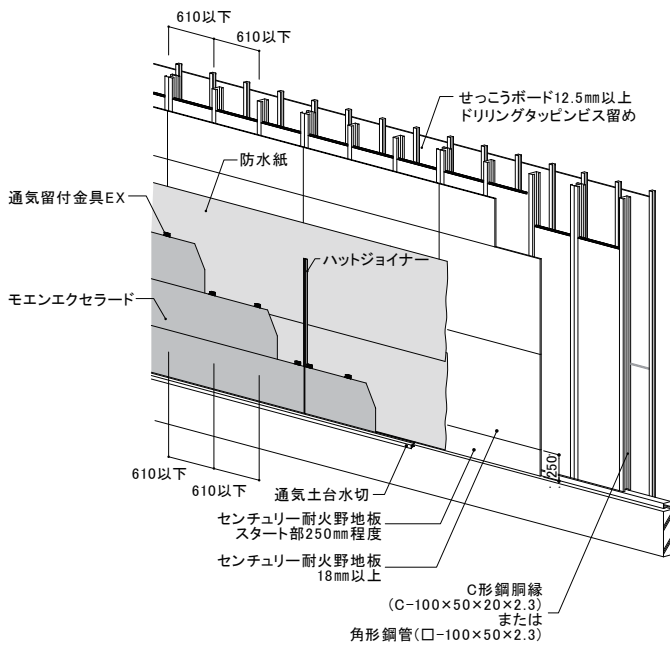 610以下
610以下
せっこうボード12.5mm以上
ドリリングタッピンビス留め
防水紙
通気留付金具EX
ハットジョイナー
モエンエクセラード
610以下
610以下
250
通気土台水切
センチュリー耐火野地板
スタート部250mm程度
センチュリー耐火野地板
18mm以上
C形鋼胴縁
(C-100×50×20×2.3)
または
角形鋼管(口-100×50×2.3)